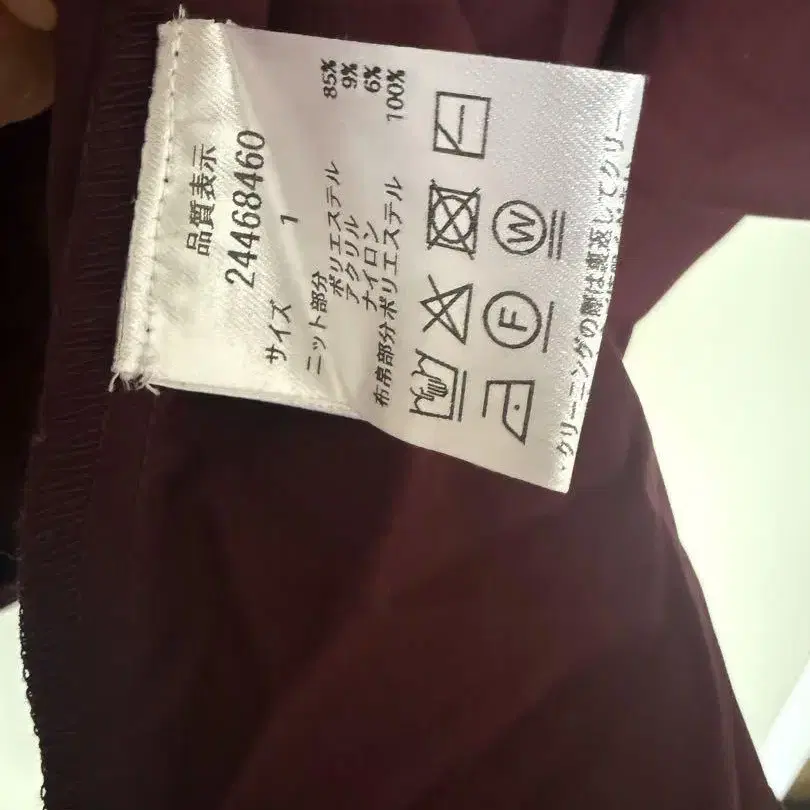 品質表示
24468460
サイズ 1
ニット部分
ポリエステル 85%
アクリル 9%
ナイロン 6%
布帛部分ポリエステル 100%
W
F
・クリーニングの際は裏返してクリー